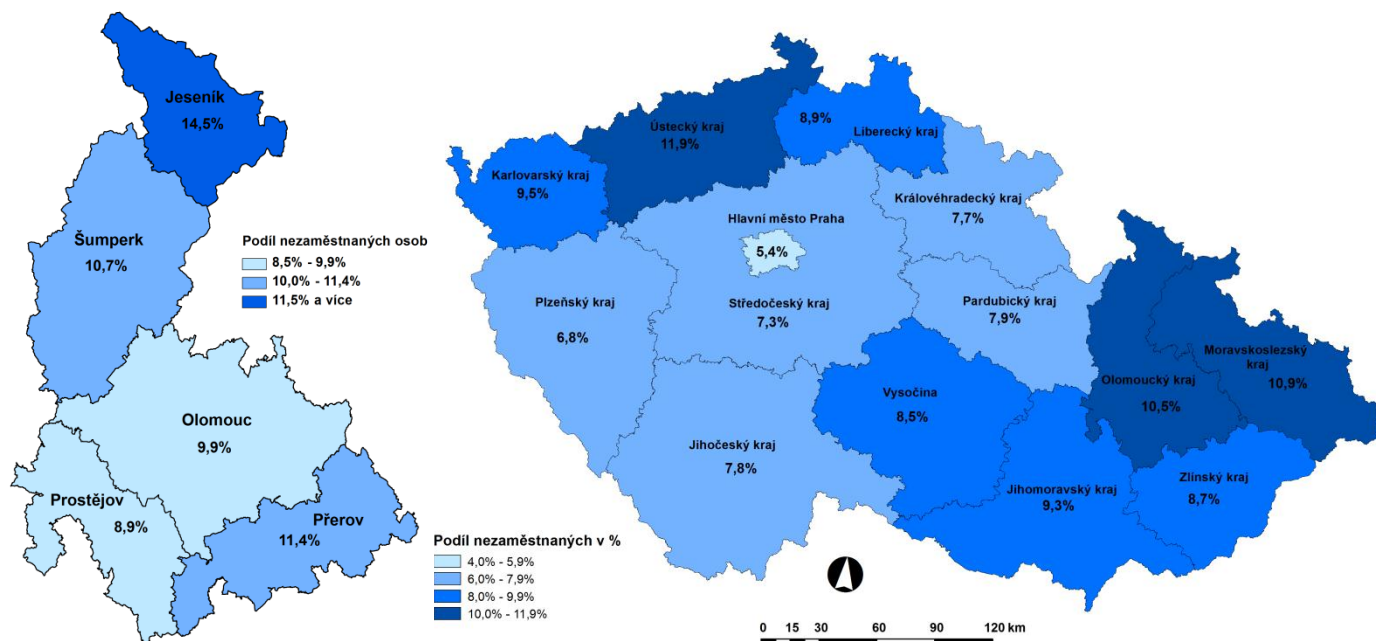 Jeseník
14,5%
Šumperk
10,7%
Podíl nezaměstnaných osob
8,5% - 9,9%
10,0% - 11,4%
11,5% a více
Olomouc
9,9%
Prostějov
8,9%
Přerov
11,4%
Ústecký kraj
11,9%
8,9%
Liberecký kraj
Karlovarský kraj
9,5%
Královéhradecký kraj
7,7%
Hlavní město Praha
5,4%
Plzeňský kraj
6,8%
Středočeský kraj
7,3%
Pardubický kraj
7,9%
Moravskoslezský
kraj
10,9%
Olomoucký kraj
10,5%
Vysočina
8,5%
Jihočeský kraj
7,8%
Jihomoravský kraj
9,3%
Zlínský kraj
8,7%
Podíl nezaměstnaných v %
4,0% - 5,9%
6,0% - 7,9%
8,0% - 9,9%
10,0% - 11,9%
0 15 30 60 90 120 km